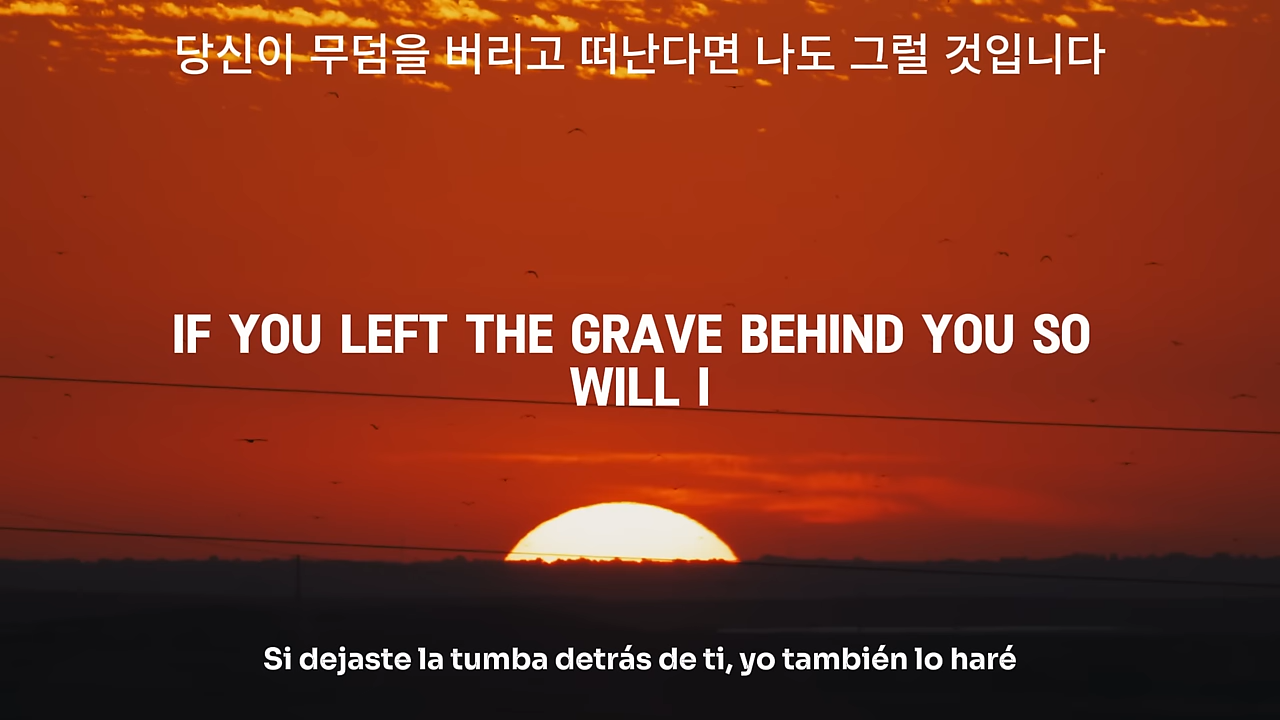 당신이 무덤을 버리고 떠난다면 나도 그럴 것입니다
IF YOU LEFT THE GRAVE BEHIND YOU SO
WILL I
Si dejaste la tumba detrás de ti, yo también lo haré